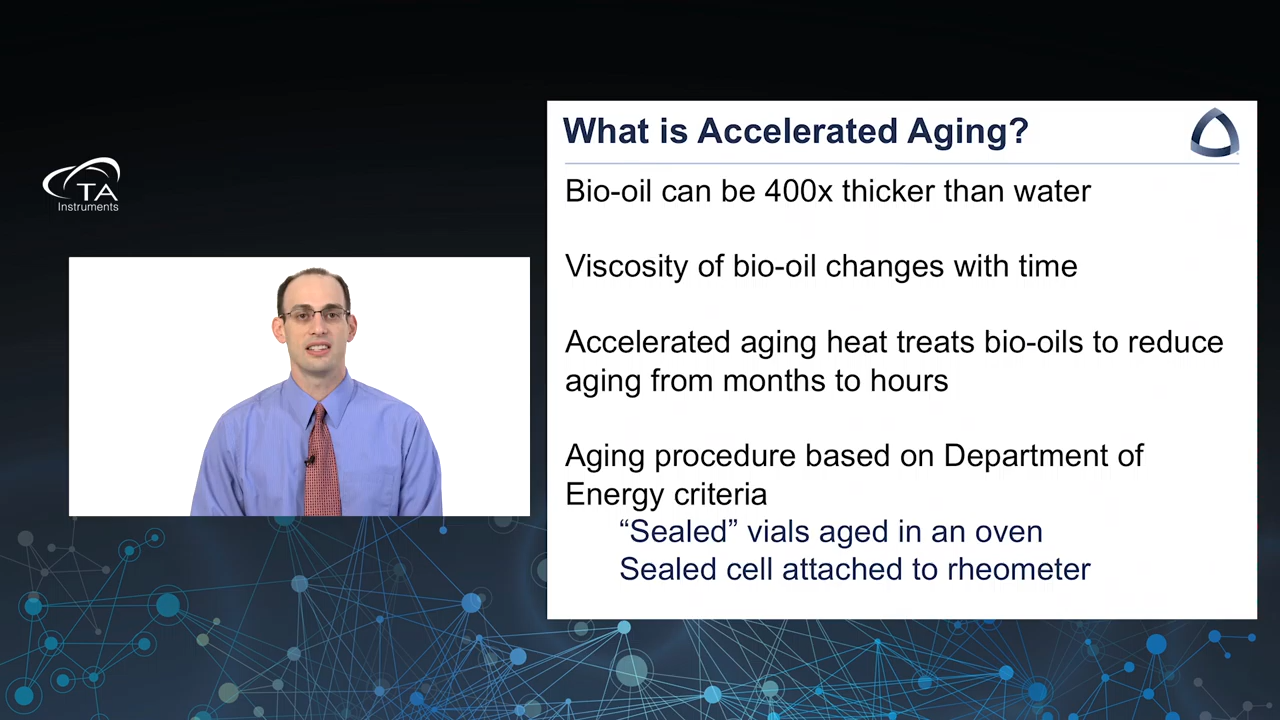 TA
Instruments
What is Accelerated Aging?
Bio-oil can be 400x thicker than water
Viscosity of bio-oil changes with time
Accelerated aging heat treats bio-oils to reduce
aging from months to hours
Aging procedure based on Department of
Energy criteria
“Sealed” vials aged in an oven
Sealed cell attached to rheometer